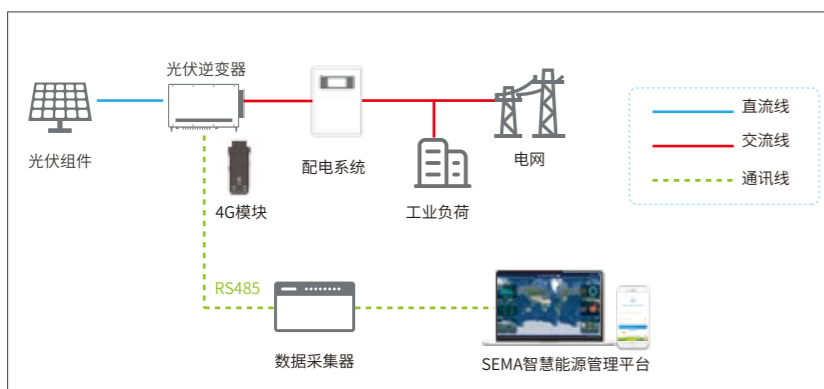 光伏逆变器
直流线
交流线
光伏组件
配电系统
电网
通讯线
4G模块
工业负荷
RS485
数据采集器
SEMA智慧能源管理平台